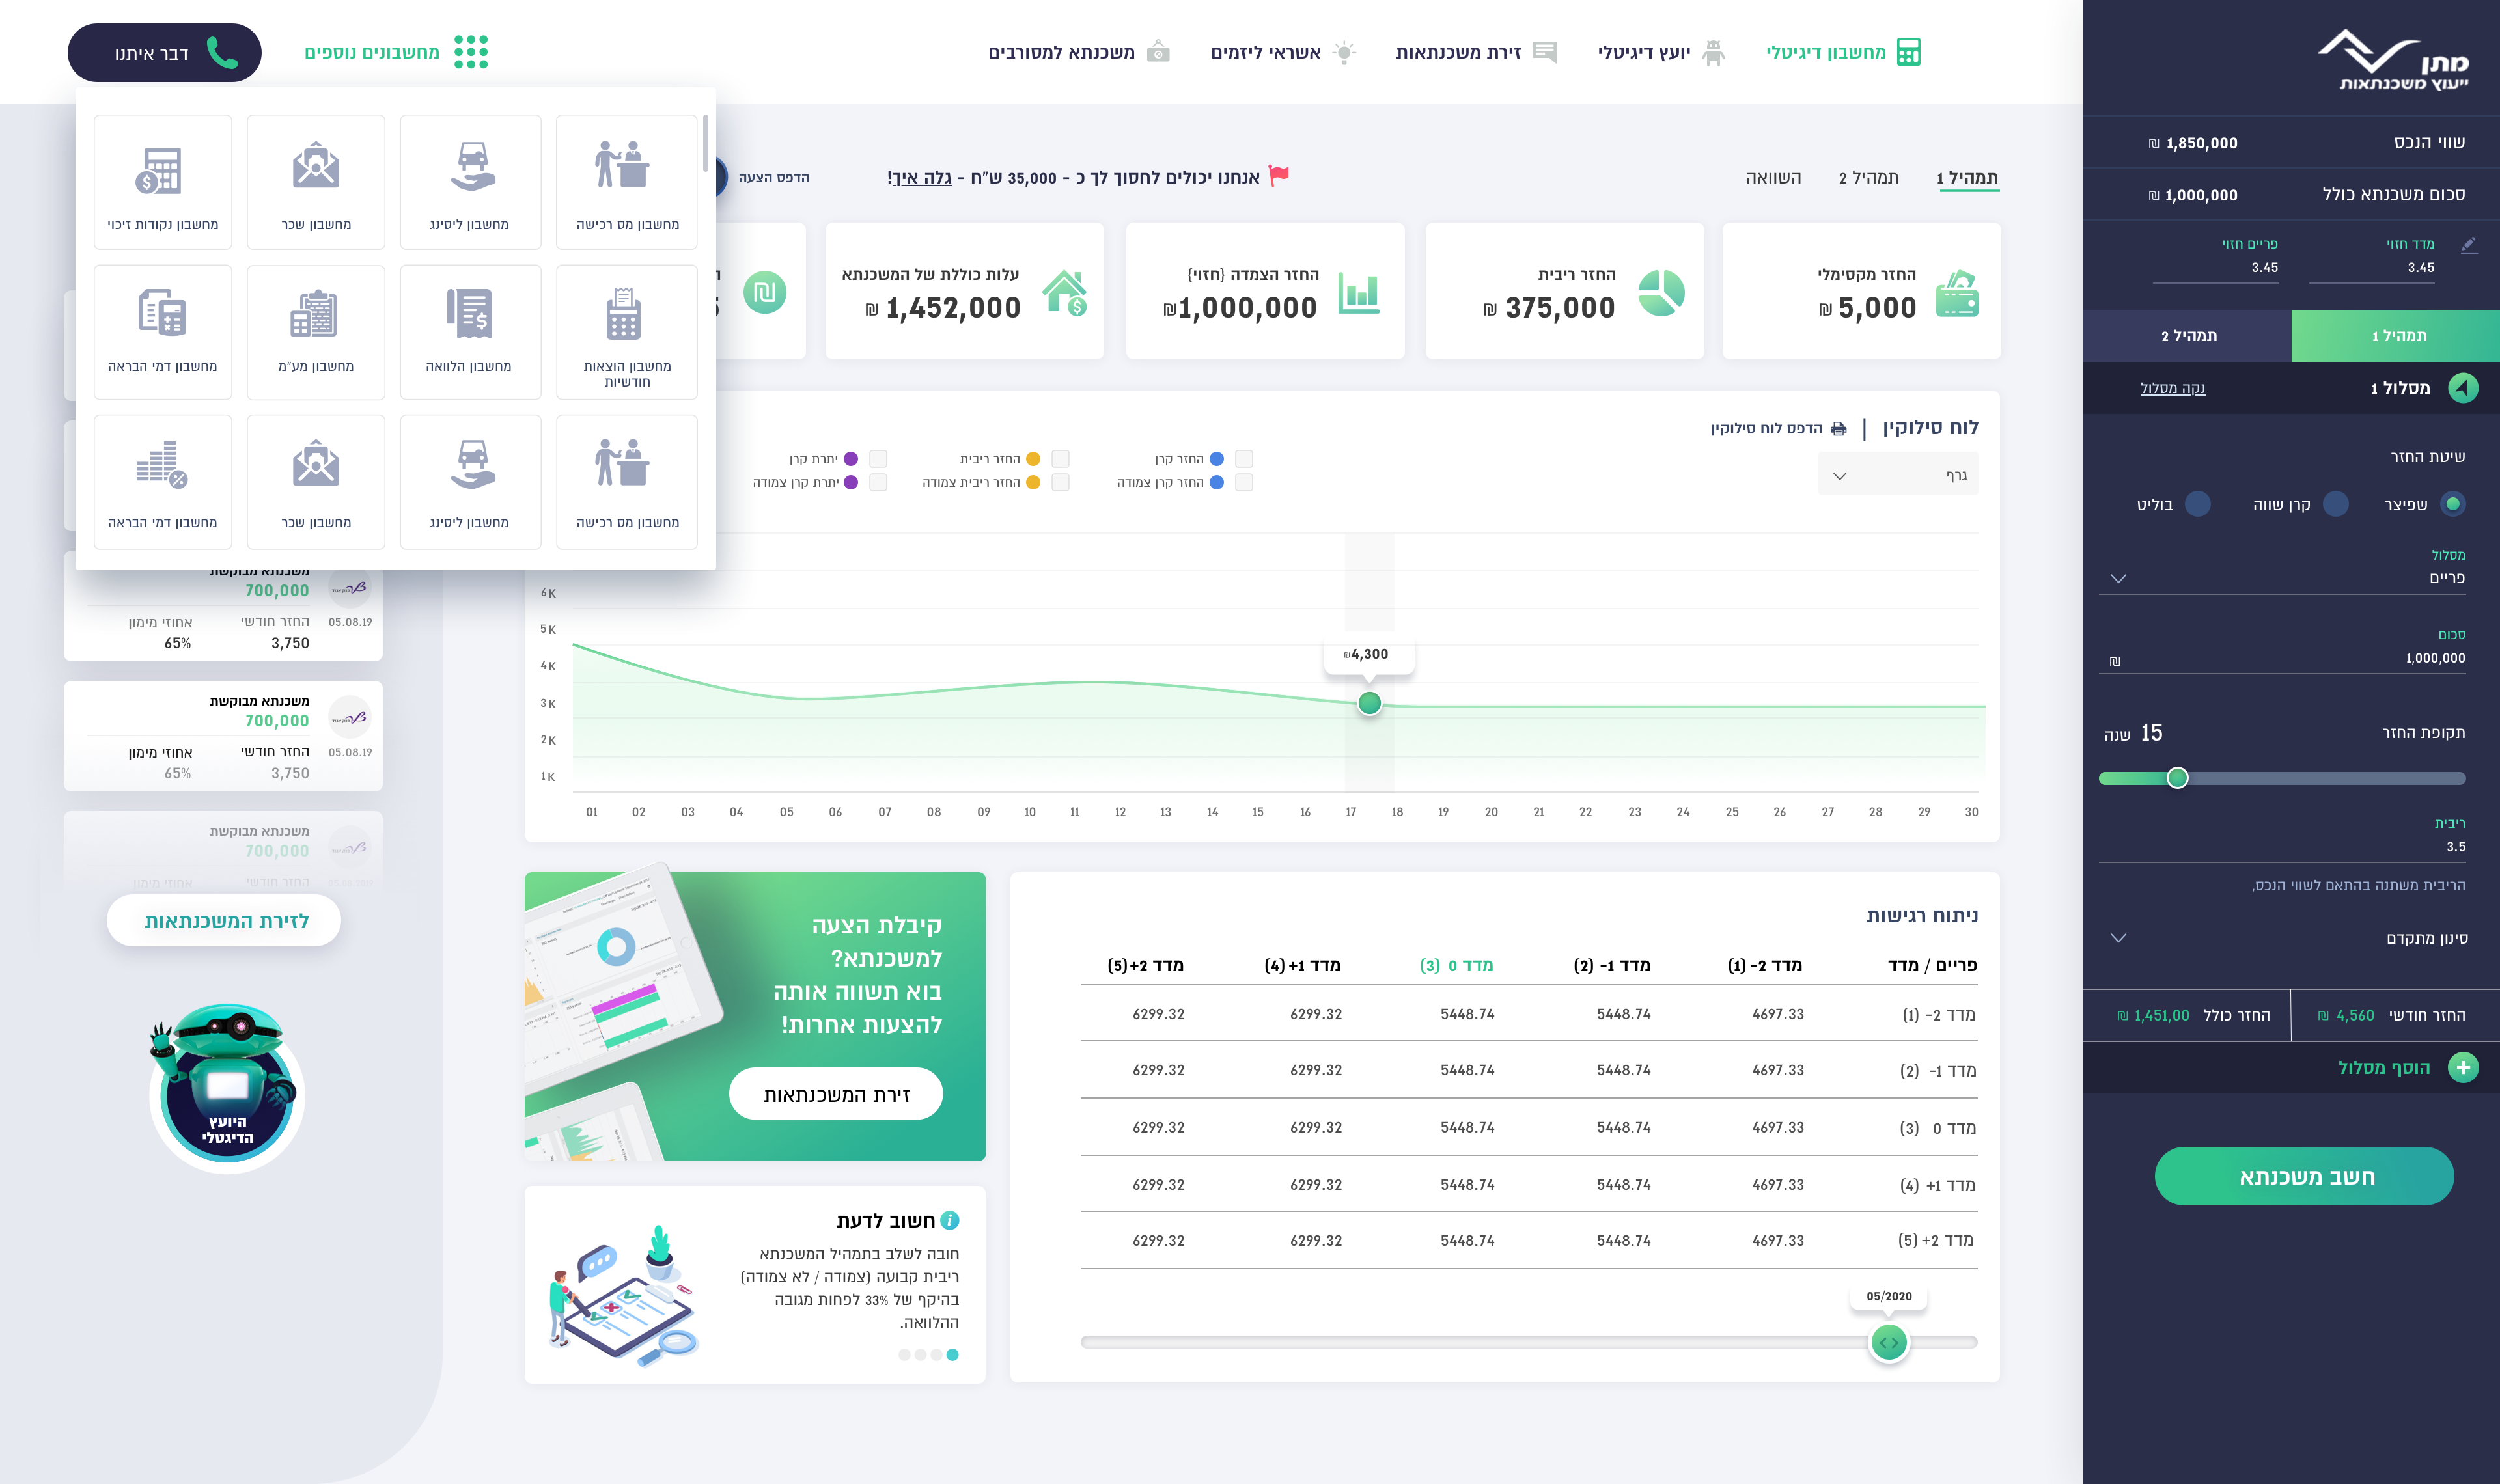 מתן
ייעוץ משכנתאות
שווי הנכס
1,850,000 ₪
סכום משכנתא כולל
1,000,000 ₪
מדד חזוי
3.45
פריים חזוי
3.45
תמהיל 1
תמהיל 2
מסלול 1
נקה מסלול
שיטת החזר
שפיצר
קרן שווה
בוליט
מסלול
פריים
סכום
1,000,000
₪
תקופת החזר
15 שנה
ריבית
3.5
הריבית משתנה בהתאם לשווי הנכס,
סינון מתקדם
החזר חודשי 4,560 ₪
החזר כולל 1,451,00 ₪
הוסף מסלול
חשב משכנתא
מחשבון דיגיטלי
יועץ דיגיטלי
זירת משכנתאות
אשראי ליזמים
משכנתא למסורבים
מחשבונים נוספים
דבר איתנו
מחשבון מס רכישה
מחשבון ליסינג
מחשבון שכר
מחשבון נקודות זיכוי
מחשבון הוצאות
חודשיות
מחשבון הלוואה
מחשבון מע"מ
מחשבון דמי הבראה
מחשבון מס רכישה
מחשבון ליסינג
מחשבון שכר
מחשבון דמי הבראה
תמהיל 1
תמהיל 2
השוואה
אנחנו יכולים לחסוך לך כ - 35,000 ש"ח - גלה איך!
הדפס הצעה
החזר מקסימלי
5,000 ₪
החזר ריבית
375,000 ₪
החזר הצמדה {חזוי}
1,000,000₪
עלות כוללת של המשכנתא
1,452,000 ₪
לוח סילוקין | הדפס לוח סילוקין
גרף
החזר קרן
החזר ריבית
יתרת קרן
החזר קרן צמודה
החזר ריבית צמודה
יתרת קרן צמודה
6 K
5 K
4 K
3 K
2 K
1 K
4,300₪
01 02 03 04 05 06 07 08 09 10 11 12 13 14 15 16 17 18 19 20 21 22 23 24 25 26 27 28 29 30
ניתוח רגישות
פריים / מדד
מדד 2- (1)
מדד 1- (2)
מדד 0 (3)
מדד 1+ (4)
מדד 2+ (5)
מדד 2- (1) 4697.33 5448.74 5448.74 6299.32 6299.32
מדד 1- (2) 4697.33 5448.74 5448.74 6299.32 6299.32
מדד 0 (3) 4697.33 5448.74 5448.74 6299.32 6299.32
מדד 1+ (4) 4697.33 5448.74 5448.74 6299.32 6299.32
מדד 2+ (5) 4697.33 5448.74 5448.74 6299.32 6299.32
05/2020
קיבלת הצעה
למשכנתא?
בוא תשווה אותה
להצעות אחרות!
זירת המשכנתאות
חשוב לדעת
חובה לשלב בתמהיל המשכנתא
ריבית קבועה (צמודה / לא צמודה)
בהיקף של 33% לפחות מגובה
ההלוואה.
משכנתא מבוקשת
700,000
05.08.19
החזר חודשי
3,750
אחוזי מימון
65%
משכנתא מבוקשת
700,000
05.08.19
החזר חודשי
3,750
אחוזי מימון
65%
משכנתא מבוקשת
700,000
החזר חודשי
אחוזי מימון
לזירת המשכנתאות
היועץ
הדיגטלי